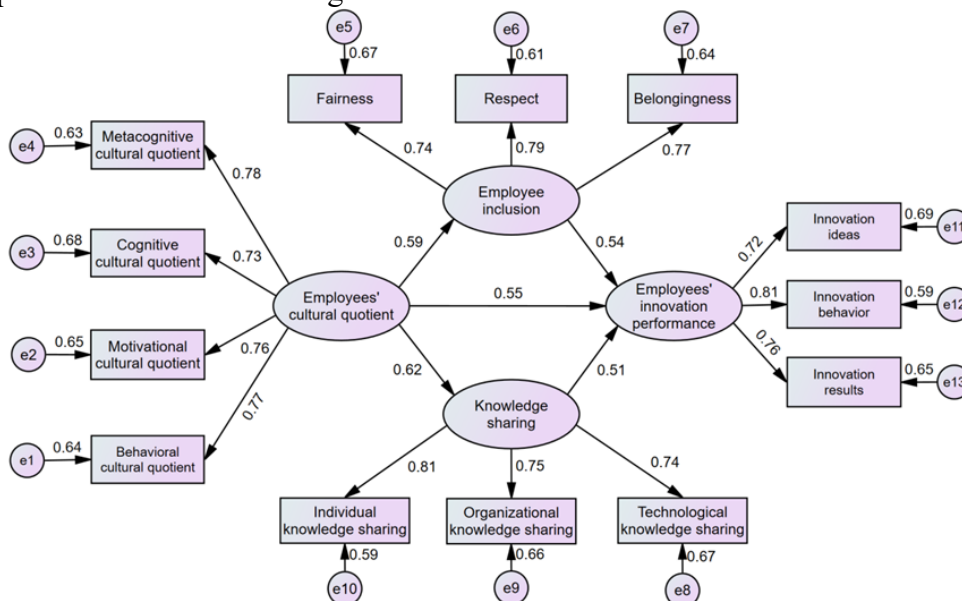 e5
0.67
e6
0.61
e7
0.64
Fairness
Respect
Belongingness
e4
0.63
Metacognitive
cultural quotient
0.78
0.74
0.79
0.77
Employee
inclusion
e3
0.68
Cognitive
cultural quotient
0.73
0.59
0.54
Innovation
ideas
0.69
e11
0.72
Employees'
cultural quotient
0.55
Employees'
innovation
performance
0.81
Innovation
behavior
0.59
e12
e2
0.65
Motivational
cultural quotient
0.76
0.62
0.51
0.76
Innovation
results
0.65
e13
0.77
Knowledge
sharing
e1
0.64
Behavioral
cultural quotient
0.81
0.75
0.74
Individual
knowledge sharing
Organizational
knowledge sharing
Technological
knowledge sharing
0.59
e10
0.66
e9
0.67
e8